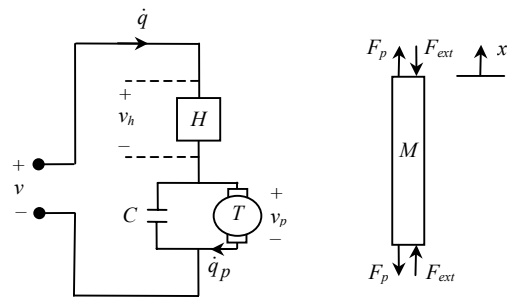 q̇
+
v_h
−
H
+
v
−
C
T
+
v_p
−
q̇_p
F_p F_ext
x
M
F_p F_ext